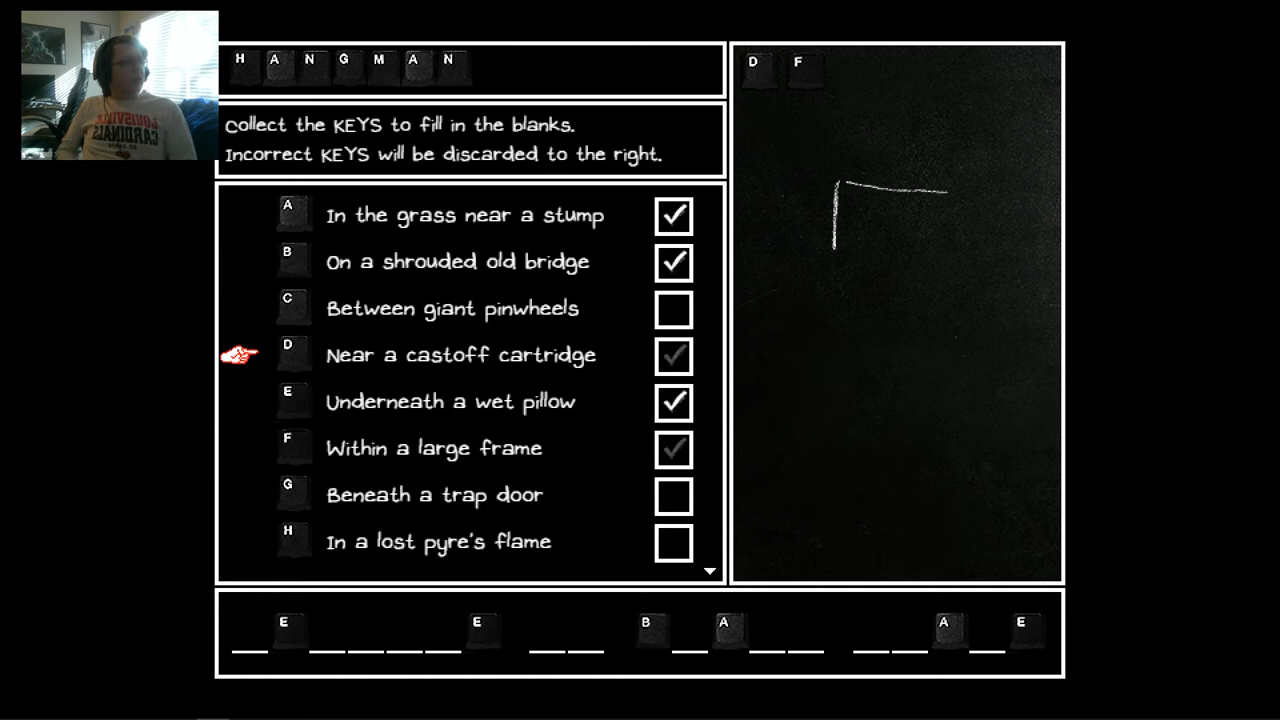 H A N G M A N
D F
Collect the KEYS to fill in the blanks.
Incorrect KEYS will be discarded to the right.
A In the grass near a stump
B On a shrouded old bridge
C Between giant pinwheels
D Near a castoff cartridge
E Underneath a wet pillow
F Within a large frame
G Beneath a trap door
H In a lost pyre's flame
E E B A A E
LOUISVILLE
CARDINALS